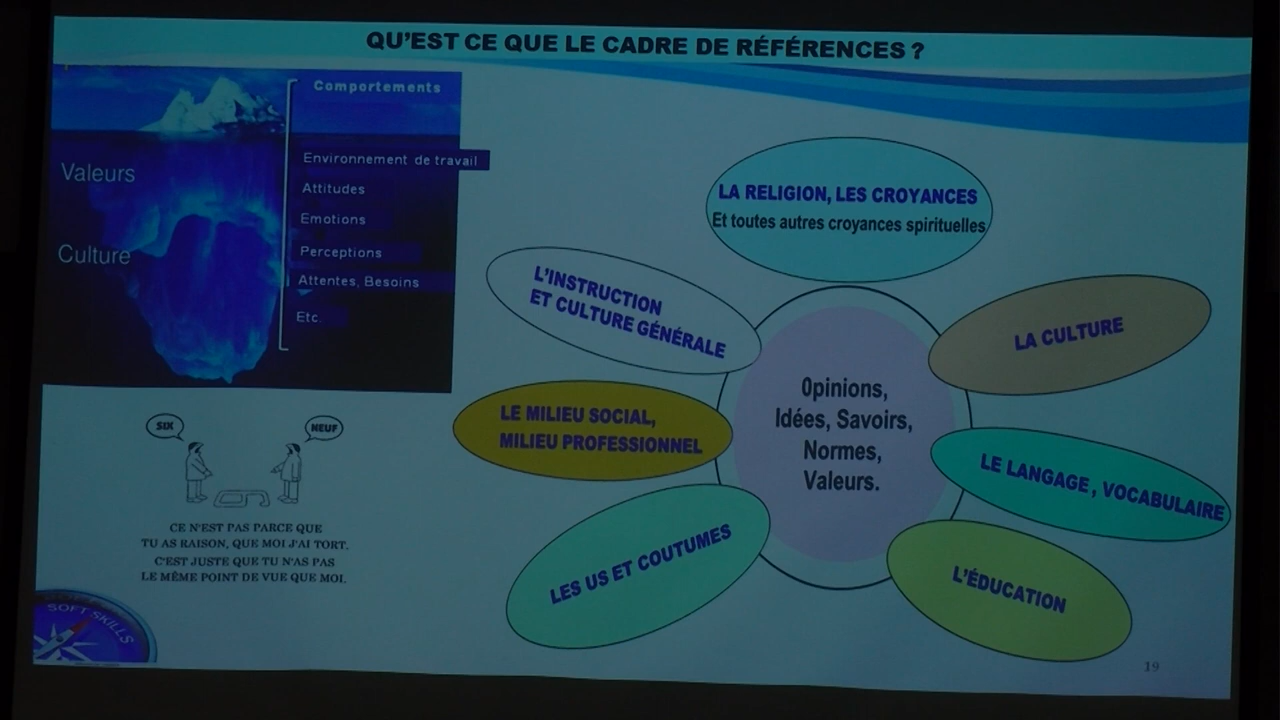 QU'EST CE QUE LE CADRE DE RÉFÉRENCES ?
Comportements
Valeurs
Culture
Environnement de travail
Attitudes
Emotions
Perceptions
Attentes, Besoins
Etc.
LA RELIGION, LES CROYANCES
Et toutes autres croyances spirituelles
L'INSTRUCTION
ET CULTURE GÉNÉRALE
LA CULTURE
LE MILIEU SOCIAL,
MILIEU PROFESSIONNEL
0pinions,
Idées, Savoirs,
Normes,
Valeurs.
LE LANGAGE, VOCABULAIRE
LES US ET COUTUMES
L'ÉDUCATION
SIX
NEUF
CE N'EST PAS PARCE QUE
TU AS RAISON, QUE MOI J'AI TORT.
C'EST JUSTE QUE TU N'AS PAS
LE MÊME POINT DE VUE QUE MOI.
SOFT SKILLS
19